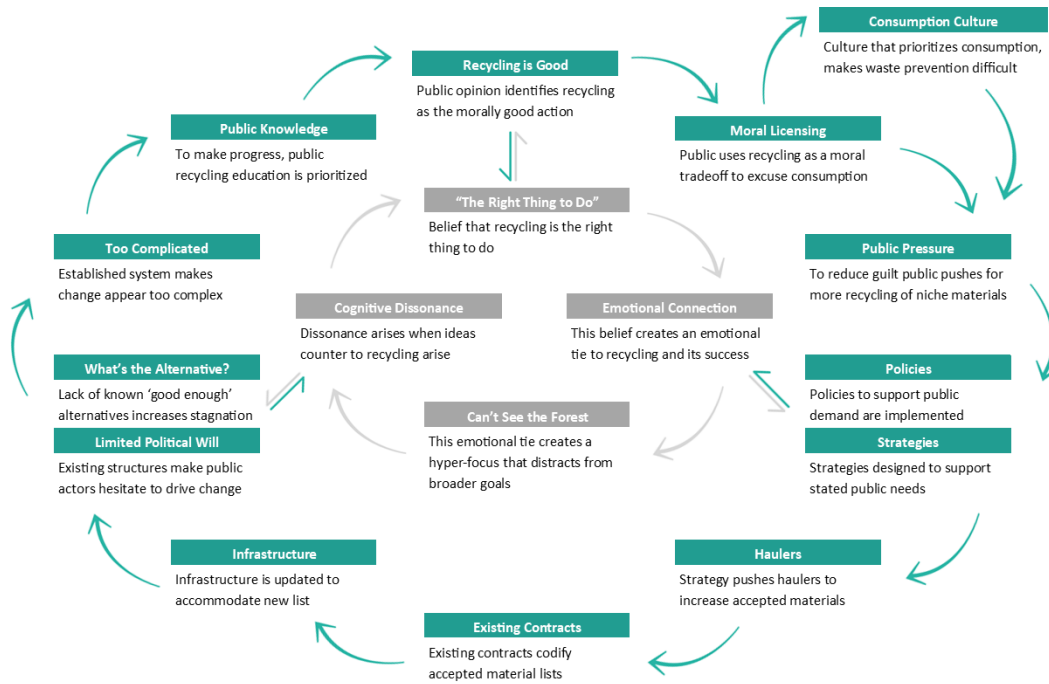 Consumption Culture
Culture that prioritizes consumption,
makes waste prevention difficult
Recycling is Good
Public opinion identifies recycling
as the morally good action
Public Knowledge
To make progress, public
recycling education is prioritized
Moral Licensing
Public uses recycling as a moral
tradeoff to excuse consumption
“The Right Thing to Do”
Belief that recycling is the right
thing to do
Too Complicated
Established system makes
change appear too complex
Public Pressure
To reduce guilt public pushes for
more recycling of niche materials
Cognitive Dissonance
Dissonance arises when ideas
counter to recycling arise
Emotional Connection
This belief creates an emotional
tie to recycling and its success
What’s the Alternative?
Lack of known ‘good enough’
alternatives increases stagnation
Limited Political Will
Existing structures make public
actors hesitate to drive change
Can’t See the Forest
This emotional tie creates a
hyper-focus that distracts from
broader goals
Policies
Policies to support public
demand are implemented
Strategies
Strategies designed to support
stated public needs
Infrastructure
Infrastructure is updated to
accommodate new list
Haulers
Strategy pushes haulers to
increase accepted materials
Existing Contracts
Existing contracts codify
accepted material lists